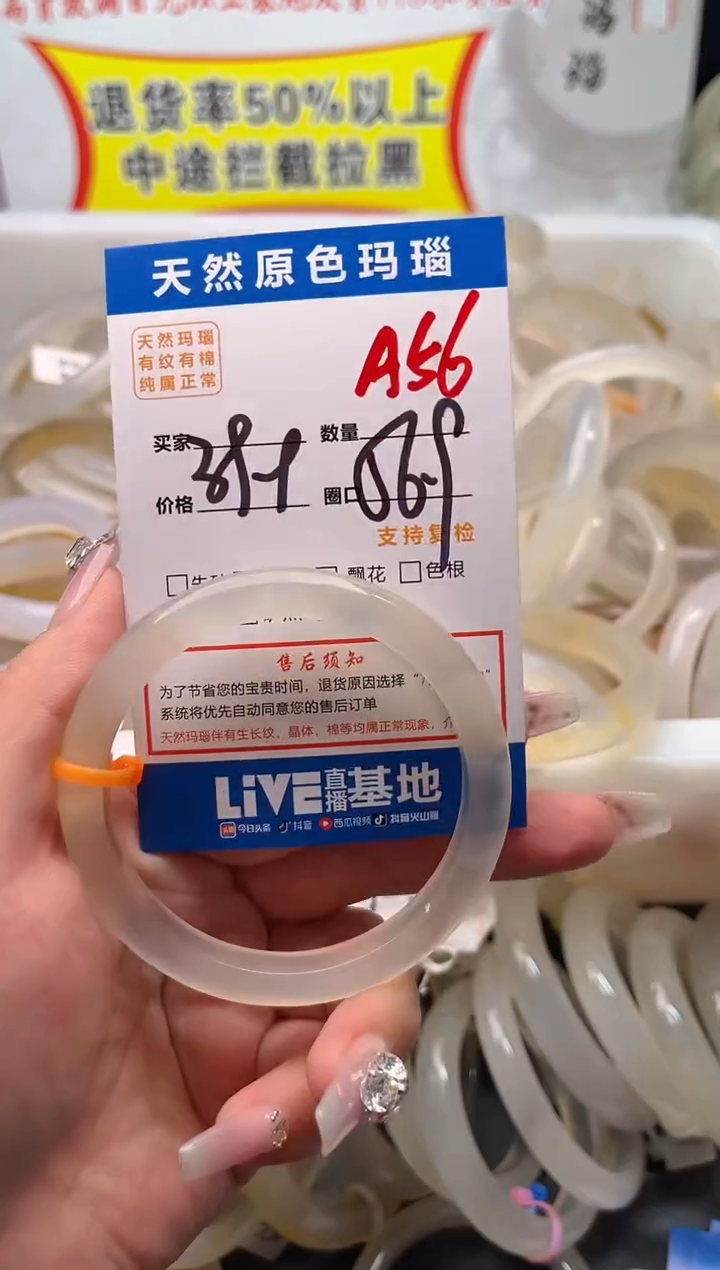 退货率50%以上
中途拦截拉黑
天然原色玛瑙
天然玛瑙
有纹有棉
纯属正常
A56
买家
数量
价格
圈口
56.9
支持复检
飘花 色根
售后须知
为了节省您的宝贵时间，退货原因选择
系统将优先自动同意您的售后订单
天然玛瑙伴有生长纹，晶体，棉等均属正常现象，
LIVE直播基地
头条 今日头条 抖音 西瓜视频 抖音火山版